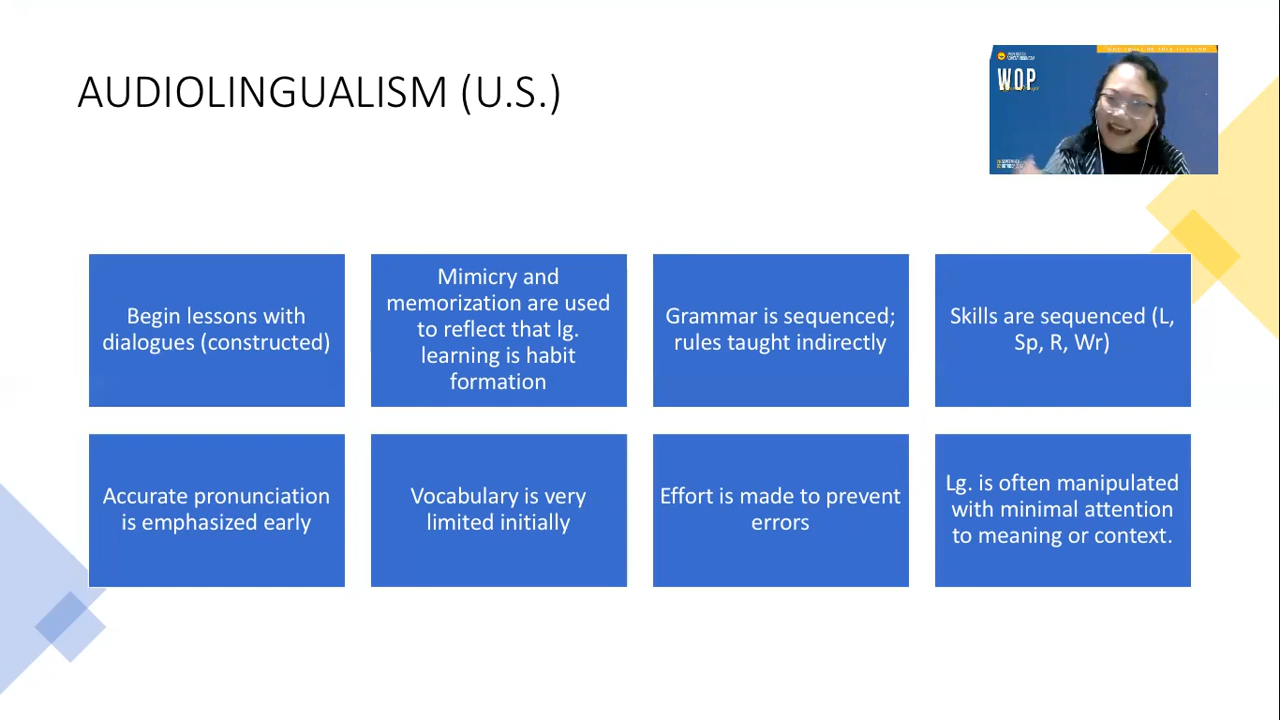 AUDIOLINGUALISM (U.S.)
WOP
Begin lessons with
dialogues (constructed)
Mimicry and
memorization are used
to reflect that lg.
learning is habit
formation
Grammar is sequenced;
rules taught indirectly
Skills are sequenced (L,
Sp, R, Wr)
Accurate pronunciation
is emphasized early
Vocabulary is very
limited initially
Effort is made to prevent
errors
Lg. is often manipulated
with minimal attention
to meaning or context.